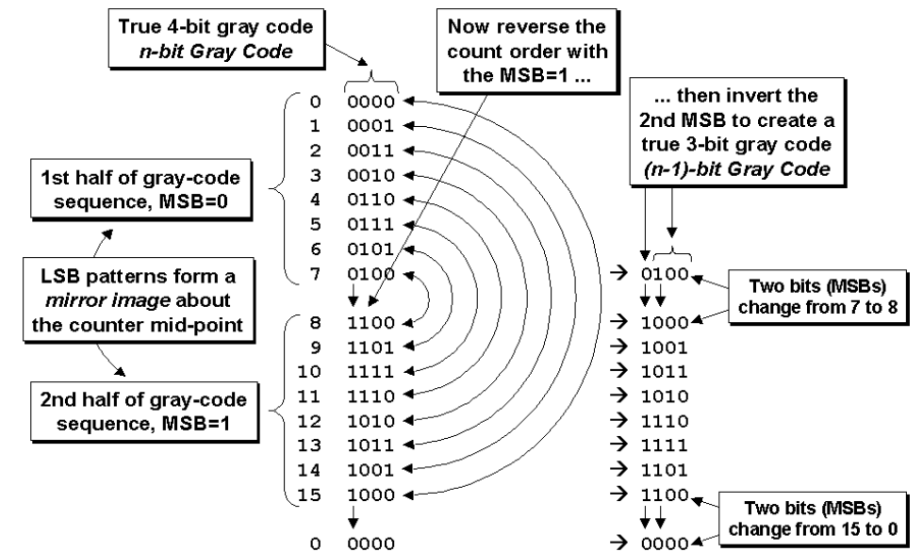 True 4-bit gray code
n-bit Gray Code
Now reverse the
count order with
the MSB=1 ...
... then invert the
2nd MSB to create a
true 3-bit gray code
(n-1)-bit Gray Code
1st half of gray-code
sequence, MSB=0
LSB patterns form a
mirror image about
the counter mid-point
2nd half of gray-code
sequence, MSB=1
0 0000
1 0001
2 0011
3 0010
4 0110
5 0111
6 0101
7 0100 → 0100
8 1100 → 1000
9 1101 → 1001
10 1111 → 1011
11 1110 → 1010
12 1010 → 1110
13 1011 → 1111
14 1001 → 1101
15 1000 → 1100
0 0000 → 0000
Two bits (MSBs)
change from 7 to 8
Two bits (MSBs)
change from 15 to 0